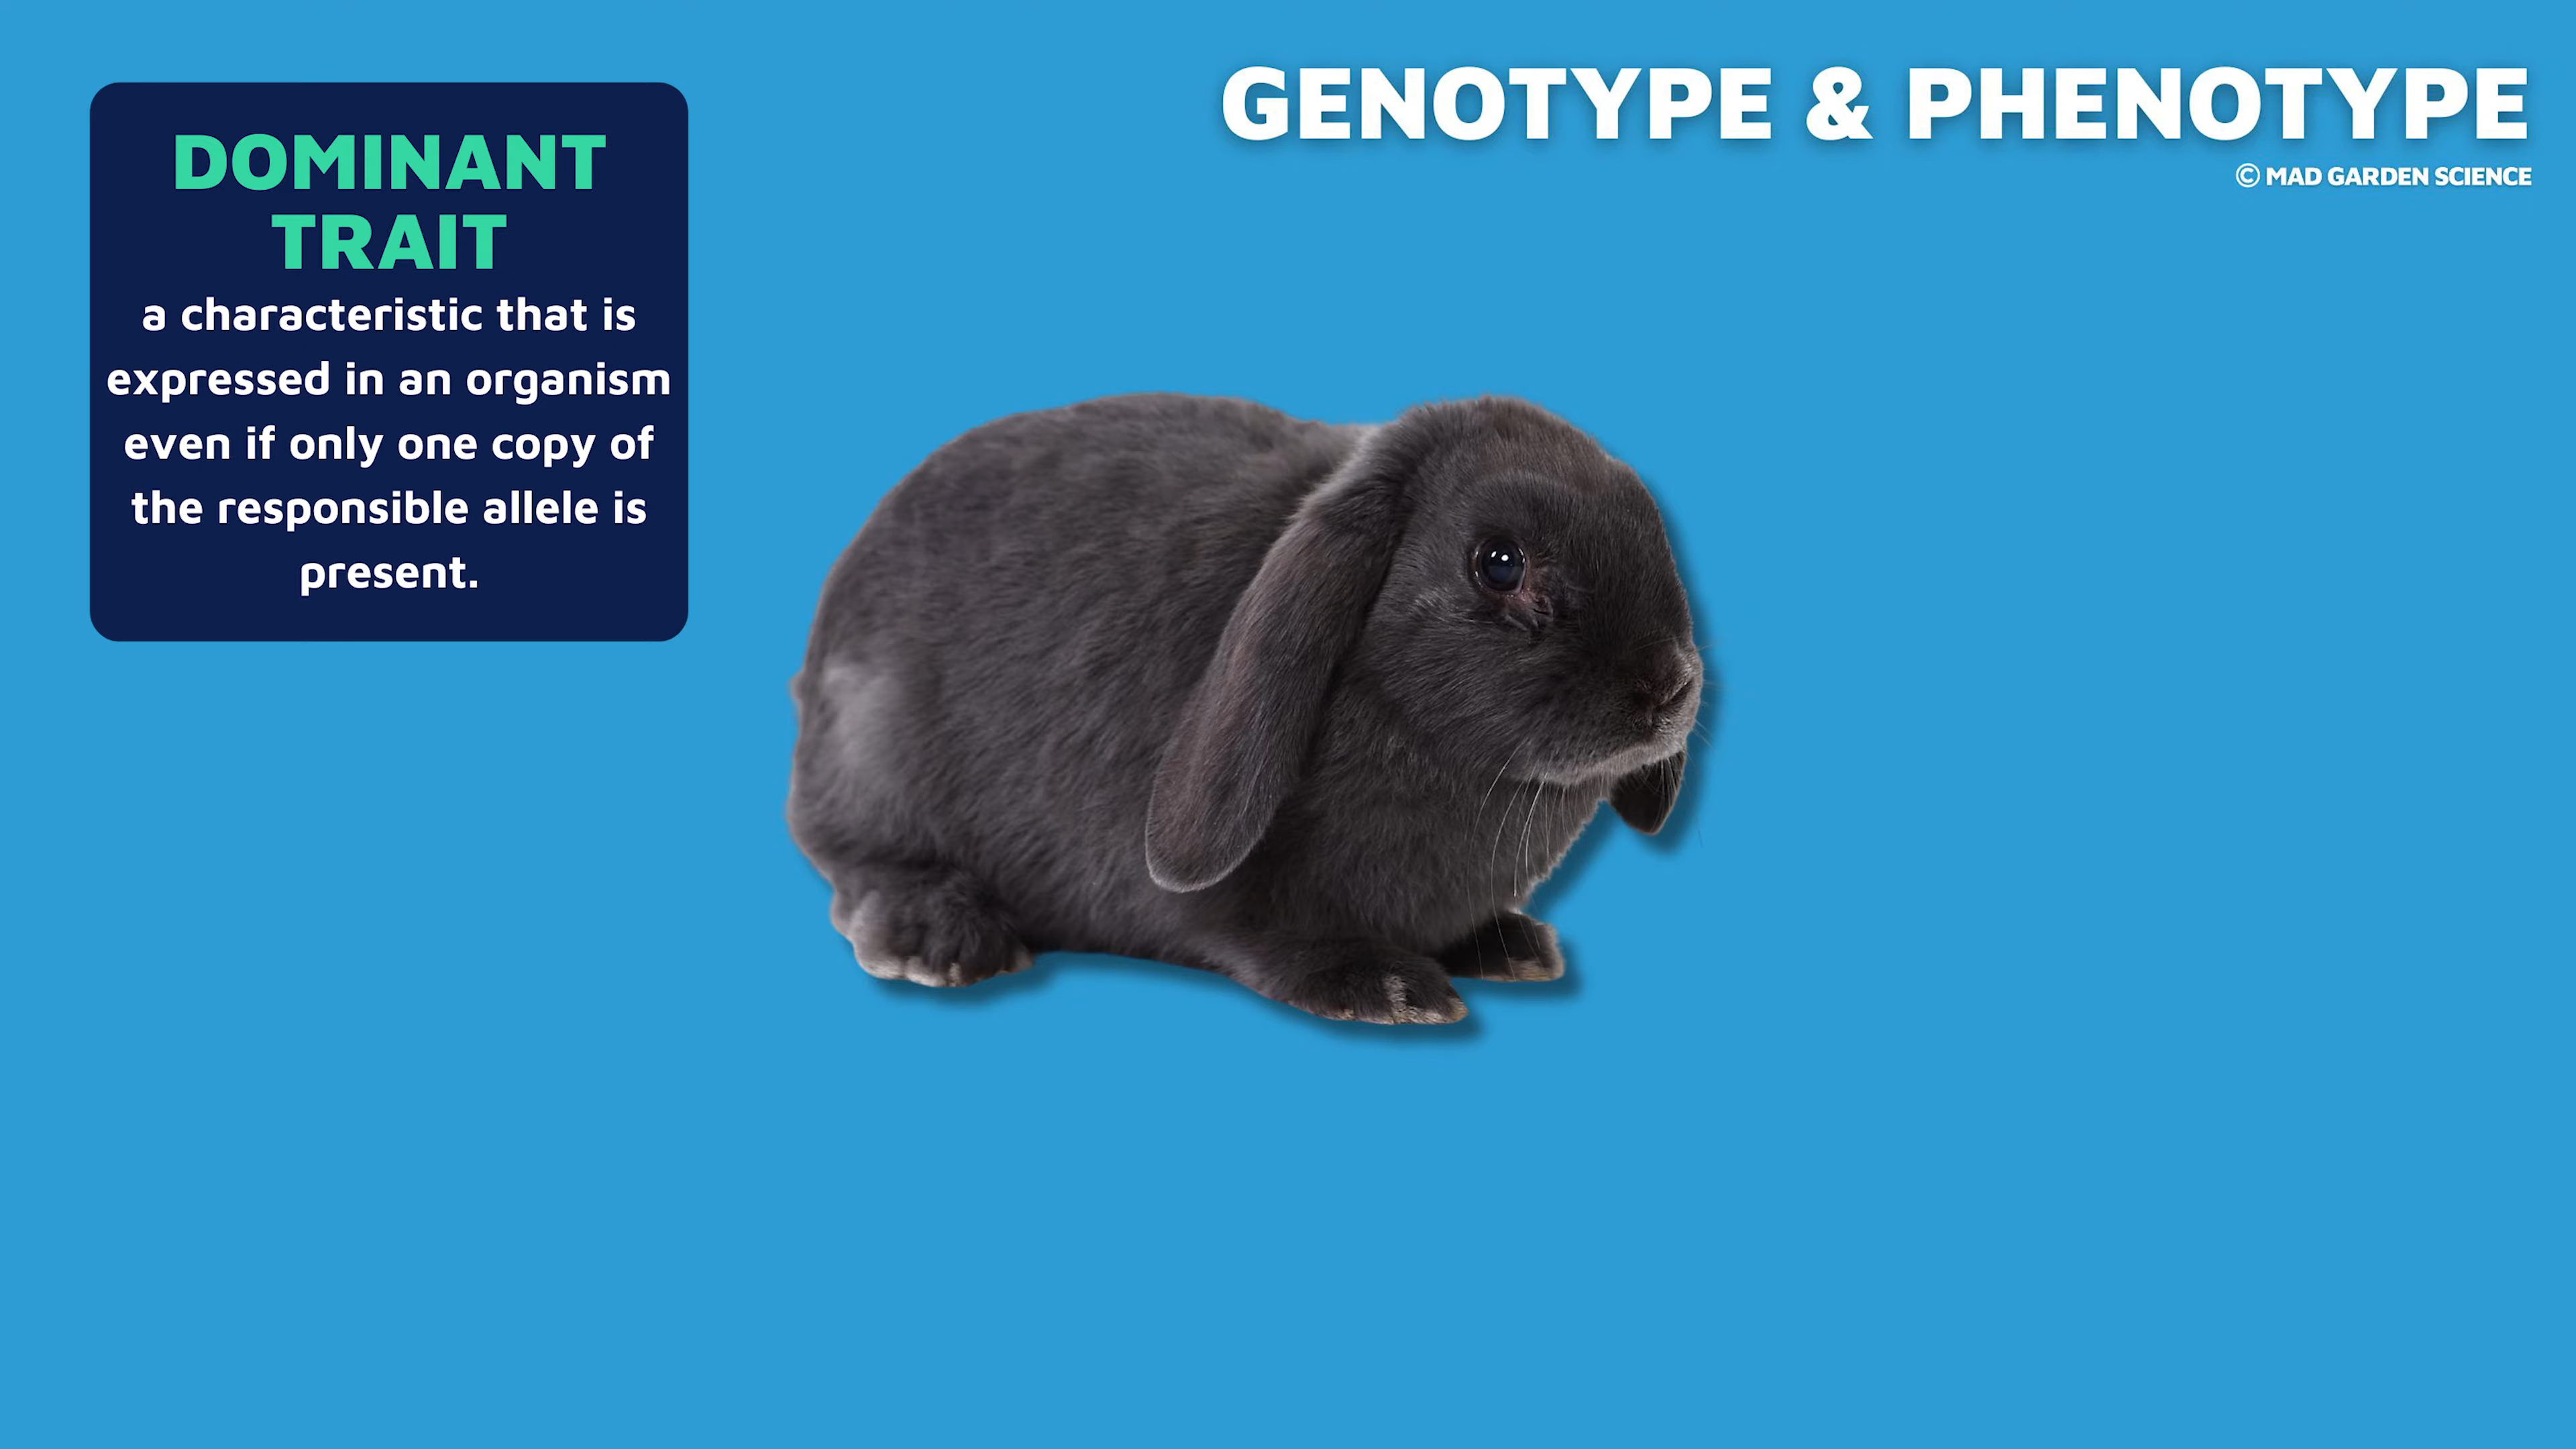 GENOTYPE & PHENOTYPE
© MAD GARDEN SCIENCE
DOMINANT
TRAIT
a characteristic that is
expressed in an organism
even if only one copy of
the responsible allele is
present.